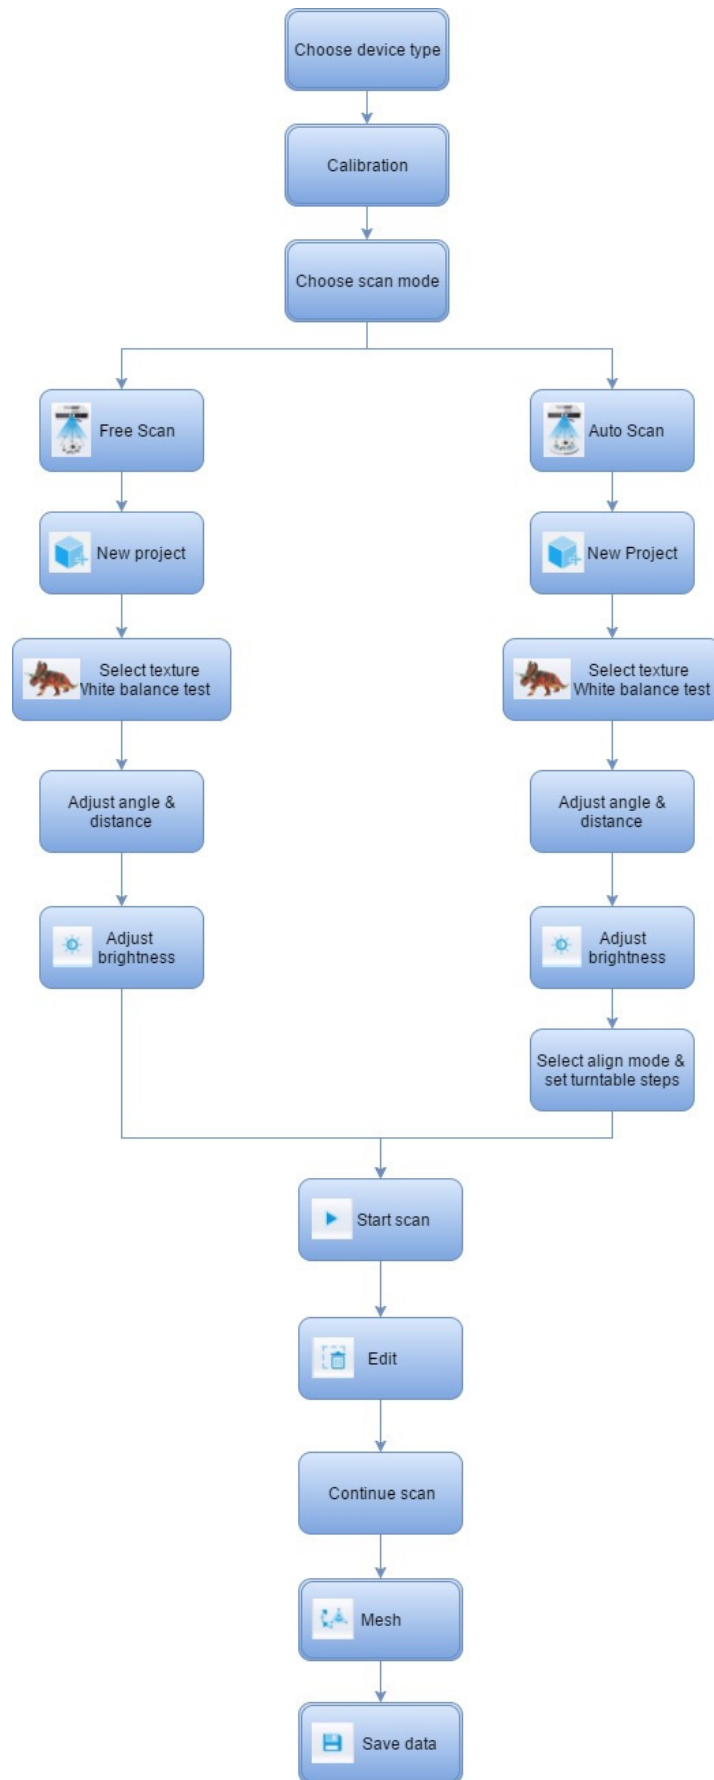 Choose device type
Calibration
Choose scan mode
Free Scan
Auto Scan
New project
New Project
Select texture
White balance test
Select texture
White balance test
Adjust angle &
distance
Adjust angle &
distance
Adjust
brightness
Adjust
brightness
Select align mode &
set turntable steps
Start scan
Edit
Continue scan
Mesh
Save data